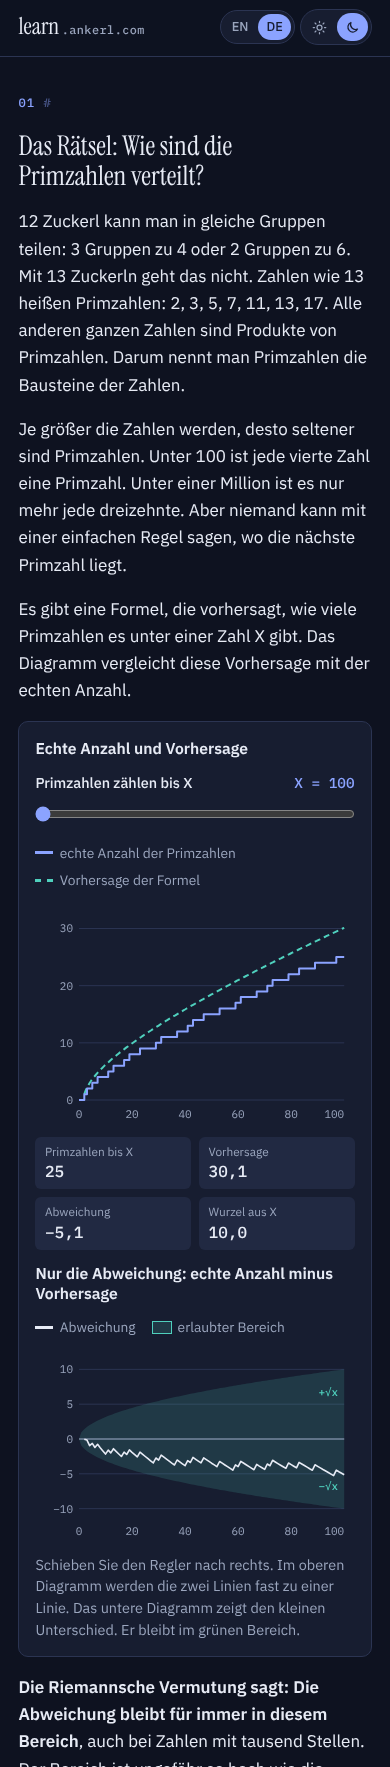 learn.ankerl.com EN DE
01 #
Das Rätsel: Wie sind die
Primzahlen verteilt?
12 Zuckerl kann man in gleiche Gruppen
teilen: 3 Gruppen zu 4 oder 2 Gruppen zu 6.
Mit 13 Zuckerln geht das nicht. Zahlen wie 13
heißen Primzahlen: 2, 3, 5, 7, 11, 13, 17. Alle
anderen ganzen Zahlen sind Produkte von
Primzahlen. Darum nennt man Primzahlen die
Bausteine der Zahlen.
Je größer die Zahlen werden, desto seltener
sind Primzahlen. Unter 100 ist jede vierte Zahl
eine Primzahl. Unter einer Million ist es nur
mehr jede dreizehnte. Aber niemand kann mit
einer einfachen Regel sagen, wo die nächste
Primzahl liegt.
Es gibt eine Formel, die vorhersagt, wie viele
Primzahlen es unter einer Zahl X gibt. Das
Diagramm vergleicht diese Vorhersage mit der
echten Anzahl.
Echte Anzahl und Vorhersage
Primzahlen zählen bis X X = 100
echte Anzahl der Primzahlen
Vorhersage der Formel
30
20
10
0
0 20 40 60 80 100
Primzahlen bis X
25
Vorhersage
30,1
Abweichung
−5,1
Wurzel aus X
10,0
Nur die Abweichung: echte Anzahl minus
Vorhersage
Abweichung erlaubter Bereich
10
+√x
5
0
−5
−√x
−10
0 20 40 60 80 100
Schieben Sie den Regler nach rechts. Im oberen
Diagramm werden die zwei Linien fast zu einer
Linie. Das untere Diagramm zeigt den kleinen
Unterschied. Er bleibt im grünen Bereich.
Die Riemannsche Vermutung sagt: Die
Abweichung bleibt für immer in diesem
Bereich, auch bei Zahlen mit tausend Stellen.